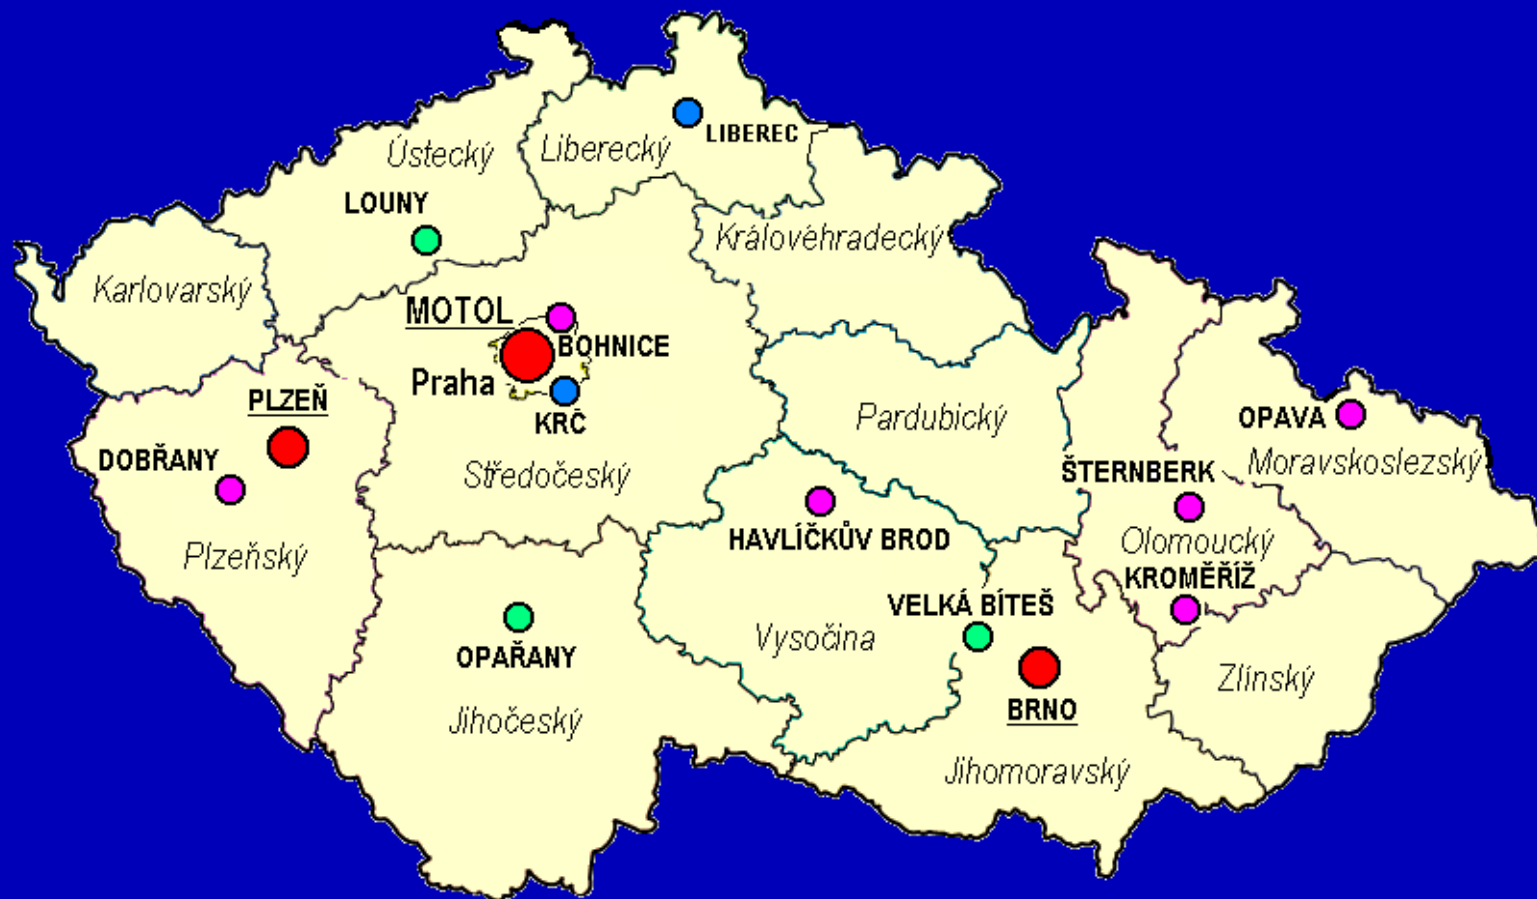 LIBEREC
Ústecký
Liberecký
LOUNY
Královéhradecký
Karlovarský
MOTOL
BOHNICE
Praha
PLZEŇ
KRČ
OPAVA
Pardubický
DOBŘANY
Středočeský
Moravskoslezský
ŠTERNBERK
HAVLÍČKŮV BROD
Olomoucký
Plzeňský
KROMĚŘÍŽ
VELKÁ BÍTEŠ
Vysočina
OPAŘANY
Zlínský
BRNO
Jihočeský
Jihomoravský